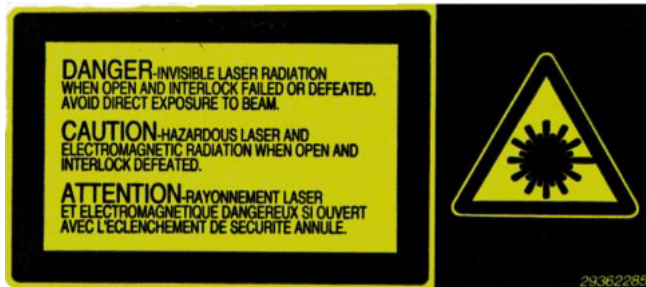 DANGER-INVISIBLE LASER RADIATION
WHEN OPEN AND INTERLOCK FAILED OR DEFEATED.
AVOID DIRECT EXPOSURE TO BEAM.
CAUTION-HAZARDOUS LASER AND
ELECTROMAGNETIC RADIATION WHEN OPEN AND
INTERLOCK DEFEATED.
ATTENTION-RAYONNEMENT LASER
ET ELECTROMAGNETIQUE DANGEREUX SI OUVERT
AVEC L'ECLENCHEMENT DE SECURITE ANNULE.
29362285